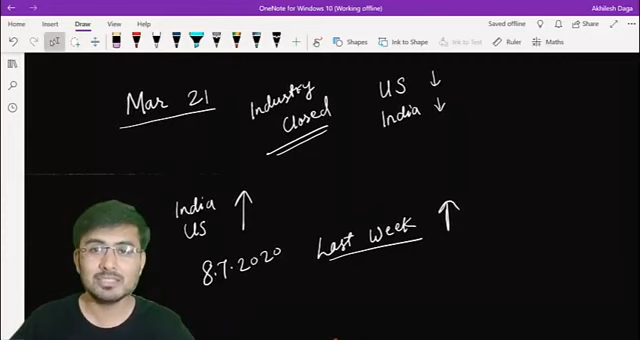 OneNote for Windows 10 (Working offline)
Akhilesh Daga
Home Insert Draw View Help Saved offline Share
Shapes Ink to Shape Ink to Text Ruler Maths
Mar 21 Industry Closed US ↓
India ↓
India ↑
US
8.7.2020 Last Week ↑